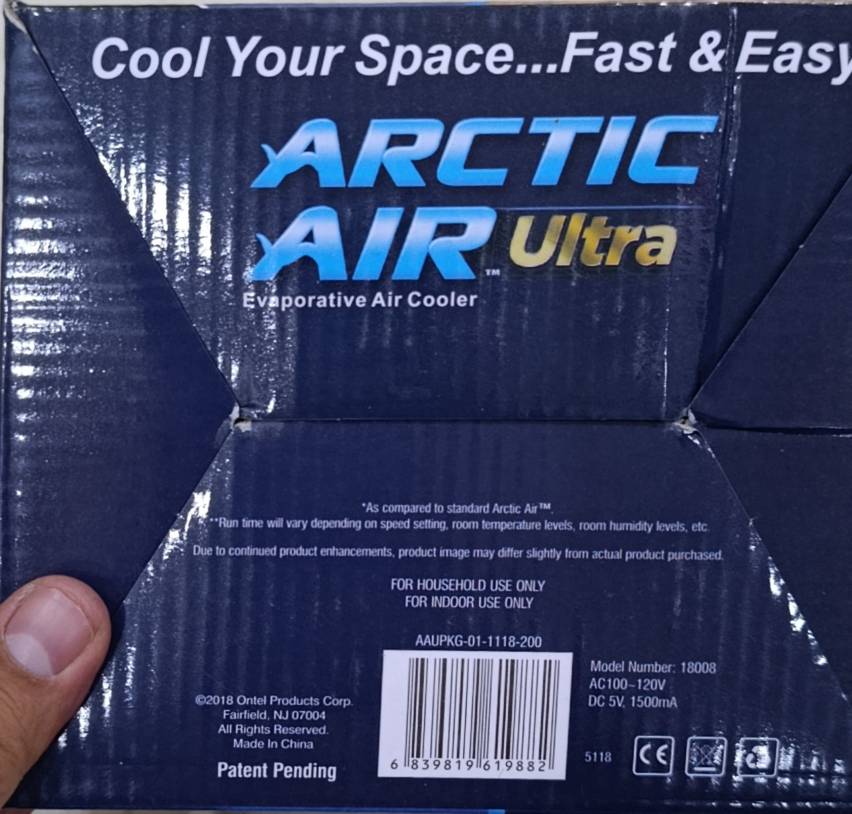 Cool Your Space...Fast & Easy
ARCTIC
AIR Ultra
™
Evaporative Air Cooler
*As compared to standard Arctic Air™.
**Run time will vary depending on speed setting, room temperature levels, room humidity levels, etc.
Due to continued product enhancements, product image may differ slightly from actual product purchased.
FOR HOUSEHOLD USE ONLY
FOR INDOOR USE ONLY
AAUPKG-01-1118-200
Model Number: 18008
AC100~120V
DC 5V, 1500mA
©2018 Ontel Products Corp.
Fairfield, NJ 07004
All Rights Reserved.
Made In China
Patent Pending
6 839819 619882
5118
CE